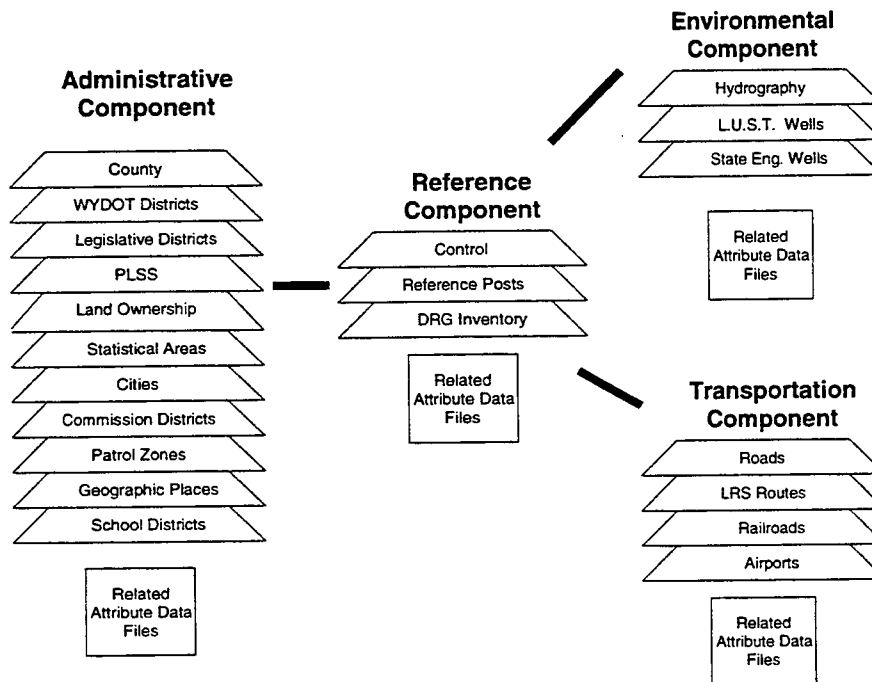 Administrative
Component
County
WYDOT Districts
Legislative Districts
PLSS
Land Ownership
Statistical Areas
Cities
Commission Districts
Patrol Zones
Geographic Places
School Districts
Related
Attribute Data
Files
Reference
Component
Control
Reference Posts
DRG Inventory
Related
Attribute Data
Files
Environmental
Component
Hydrography
L.U.S.T. Wells
State Eng. Wells
Related
Attribute Data
Files
Transportation
Component
Roads
LRS Routes
Railroads
Airports
Related
Attribute Data
Files